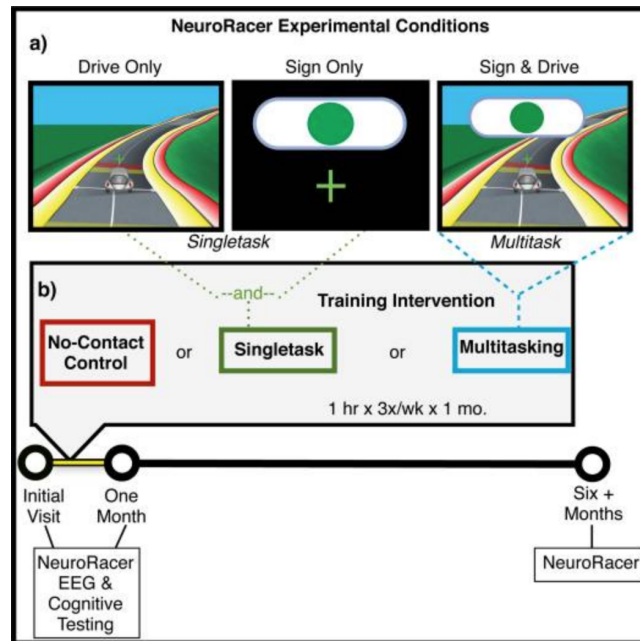 NeuroRacer Experimental Conditions
a)
Drive Only
Sign Only
Sign & Drive
Singletask
Multitask
b)
--and--
Training Intervention
No-Contact
Control
or
Singletask
or
Multitasking
1 hr x 3x/wk x 1 mo.
Initial
Visit
One
Month
Six +
Months
NeuroRacer
EEG &
Cognitive
Testing
NeuroRacer